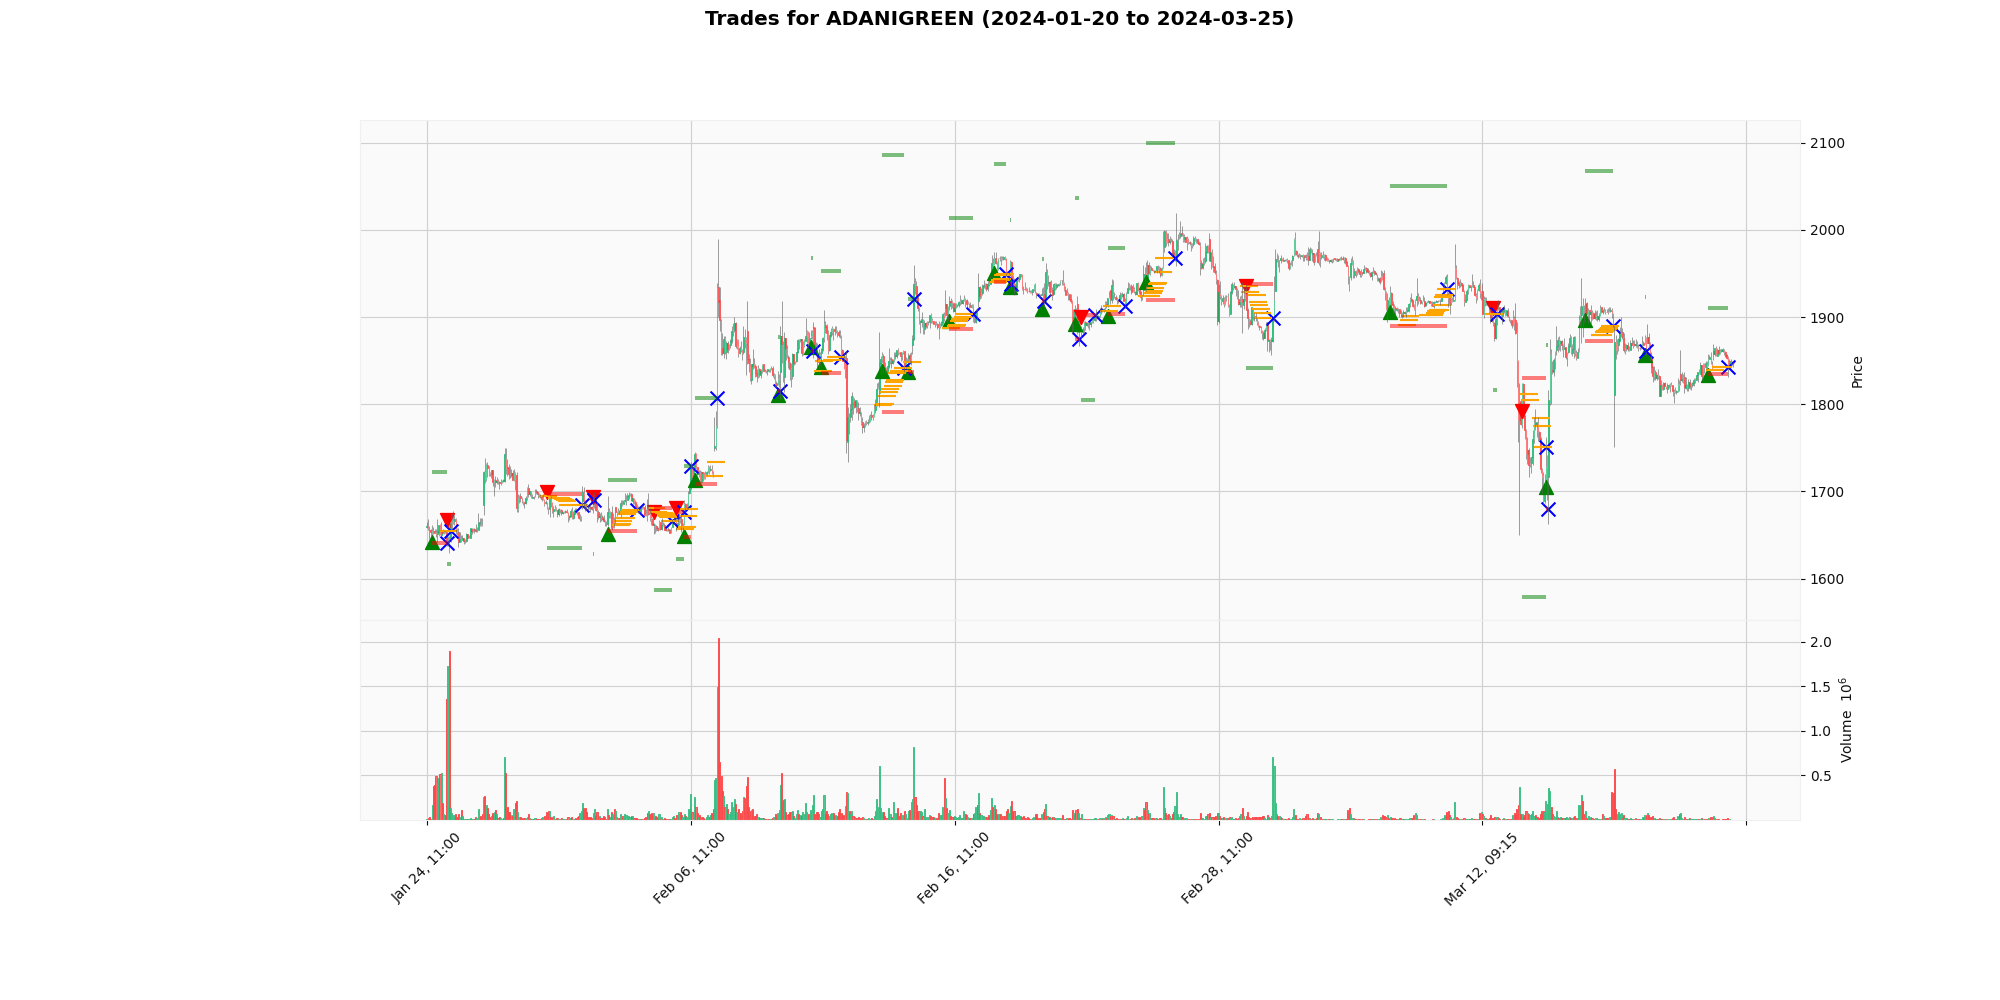 Trades for ADANIGREEN (2024-01-20 to 2024-03-25)
2100
2000
1900
1800
1700
1600
Price
2.0
1.5
1.0
0.5
Volume 10⁶
Jan 24, 11:00
Feb 06, 11:00
Feb 16, 11:00
Feb 28, 11:00
Mar 12, 09:15